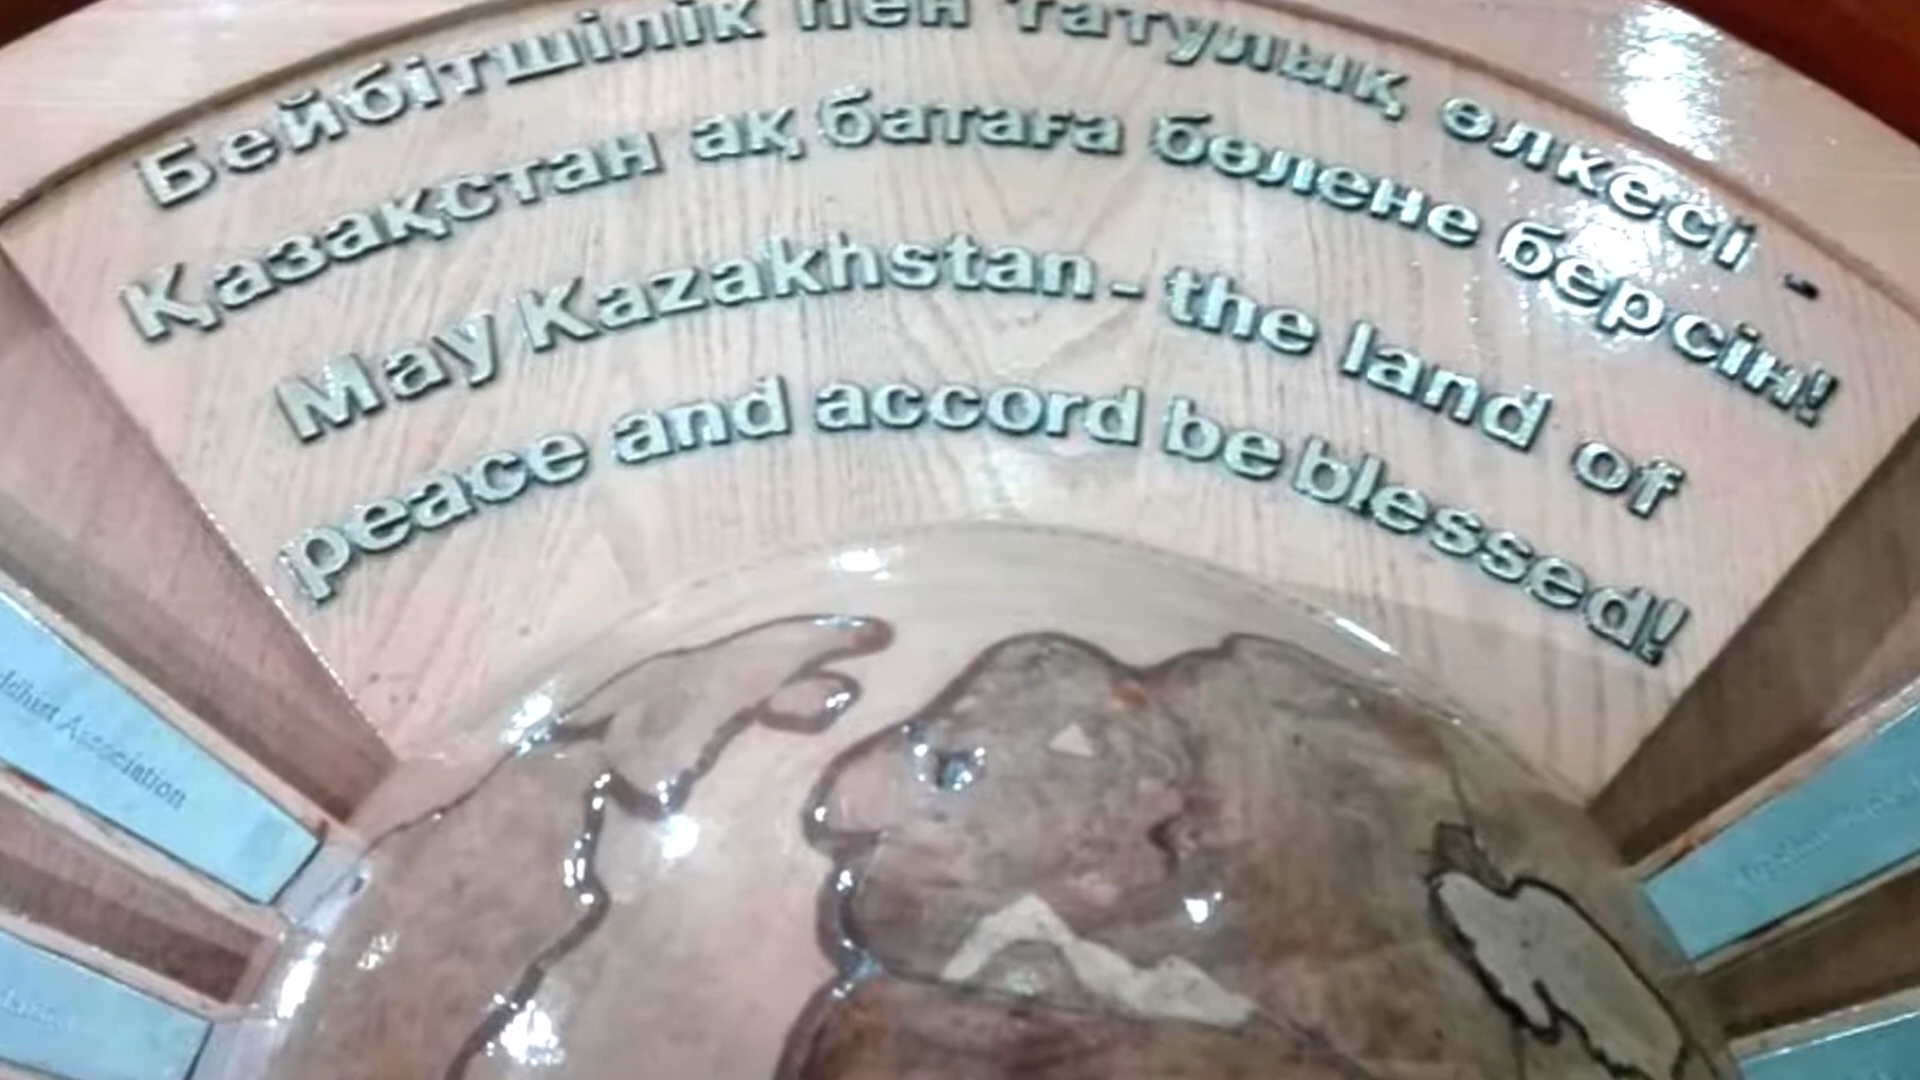 Бейбітшілік пен татулық өлкесі -
Қазақстан ақ батаға бөлене берсін!
May Kazakhstan - the land of
peace and accord be blessed!
Association